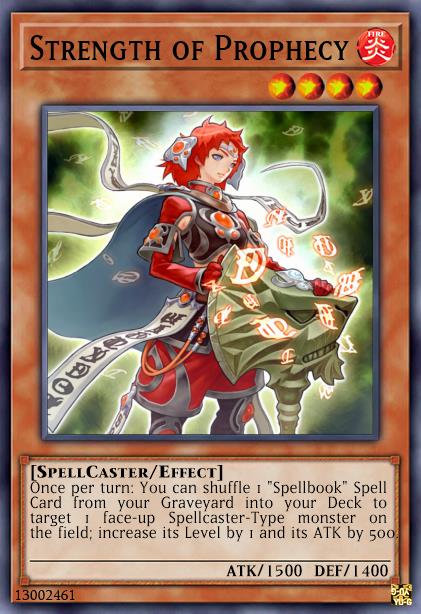 STRENGTH OF PROPHECY
FIRE
炎
[SPELLCASTER/EFFECT]
Once per turn: You can shuffle 1 "Spellbook" Spell
Card from your Graveyard into your Deck to
target 1 face-up Spellcaster-Type monster on
the field; increase its Level by 1 and its ATK by 500.
ATK/1500 DEF/1400
13002461